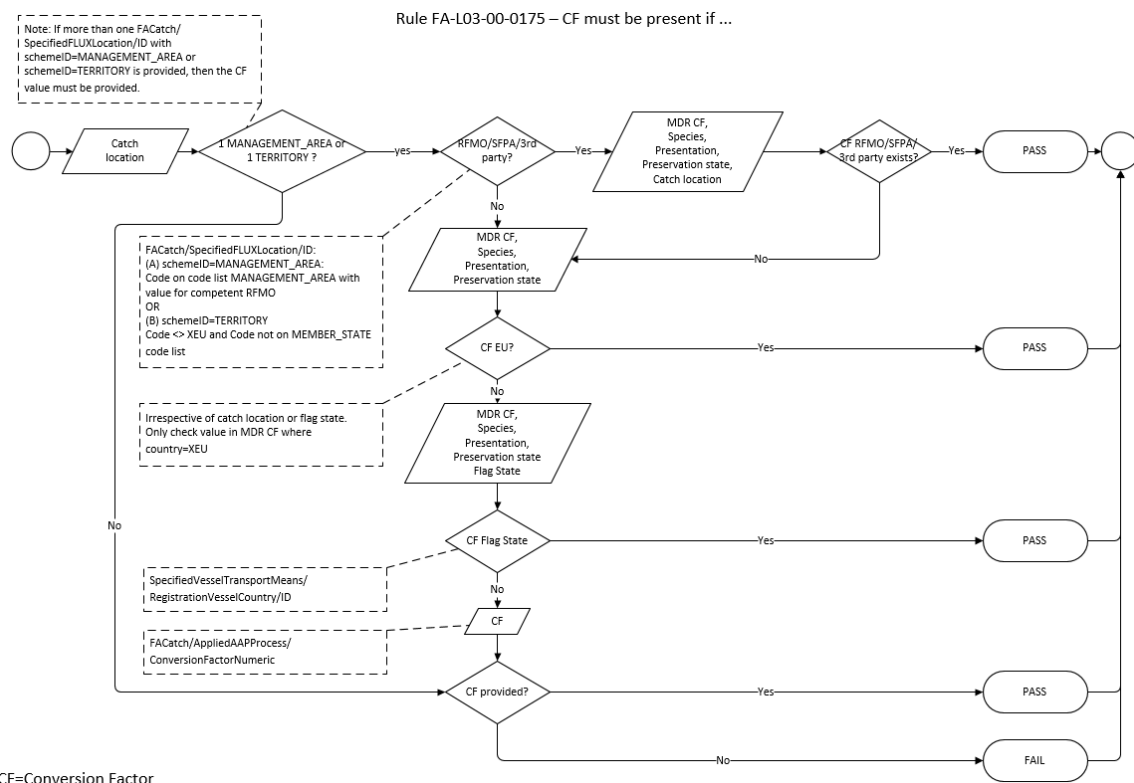 Rule FA-L03-00-0175 – CF must be present if ...
Note: If more than one FACatch/
SpecifiedFLUXLocation/ID with
schemeID=MANAGEMENT_AREA or
schemeID=TERRITORY is provided, then the CF
value must be provided.
Catch
location
1 MANAGEMENT_AREA or
1 TERRITORY ?
yes
RFMO/SFPA/3rd
party?
Yes
MDR CF,
Species,
Presentation,
Preservation state,
Catch location
CF RFMO/SFPA/
3rd party exists?
Yes
PASS
No
FACatch/SpecifiedFLUXLocation/ID:
(A) schemeID=MANAGEMENT_AREA:
Code on code list MANAGEMENT_AREA with
value for competent RFMO
OR
(B) schemeID=TERRITORY
Code <> XEU and Code not on MEMBER_STATE
code list
MDR CF,
Species,
Presentation,
Preservation state
No
CF EU?
Yes
PASS
No
Irrespective of catch location or flag state.
Only check value in MDR CF where
country=XEU
MDR CF,
Species,
Presentation,
Preservation state
Flag State
No
CF Flag State
Yes
PASS
No
SpecifiedVesselTransportMeans/
RegistrationVesselCountry/ID
CF
FACatch/AppliedAAPProcess/
ConversionFactorNumeric
CF provided?
Yes
PASS
No
FAIL
CF=Conversion Factor